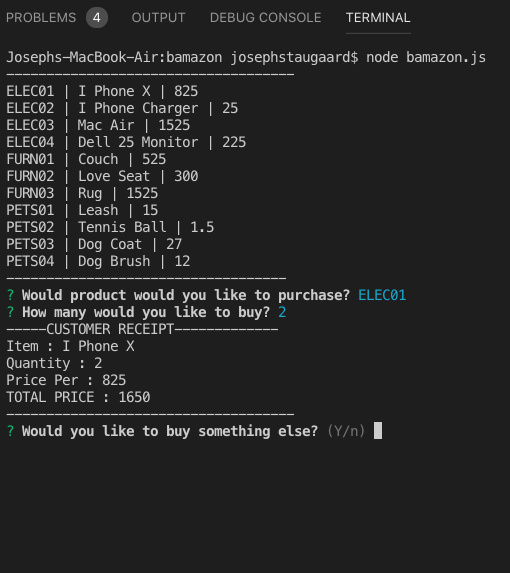 PROBLEMS 4 OUTPUT DEBUG CONSOLE TERMINAL
Josephs-MacBook-Air:bamazon josephstaugaard$ node bamazon.js
------------------------------------
ELEC01 | I Phone X | 825
ELEC02 | I Phone Charger | 25
ELEC03 | Mac Air | 1525
ELEC04 | Dell 25 Monitor | 225
FURN01 | Couch | 525
FURN02 | Love Seat | 300
FURN03 | Rug | 1525
PETS01 | Leash | 15
PETS02 | Tennis Ball | 1.5
PETS03 | Dog Coat | 27
PETS04 | Dog Brush | 12
-----------------------------------
? Would product would you like to purchase? ELEC01
? How many would you like to buy? 2
-----CUSTOMER RECEIPT-------------
Item : I Phone X
Quantity : 2
Price Per : 825
TOTAL PRICE : 1650
------------------------------------
? Would you like to buy something else? (Y/n)